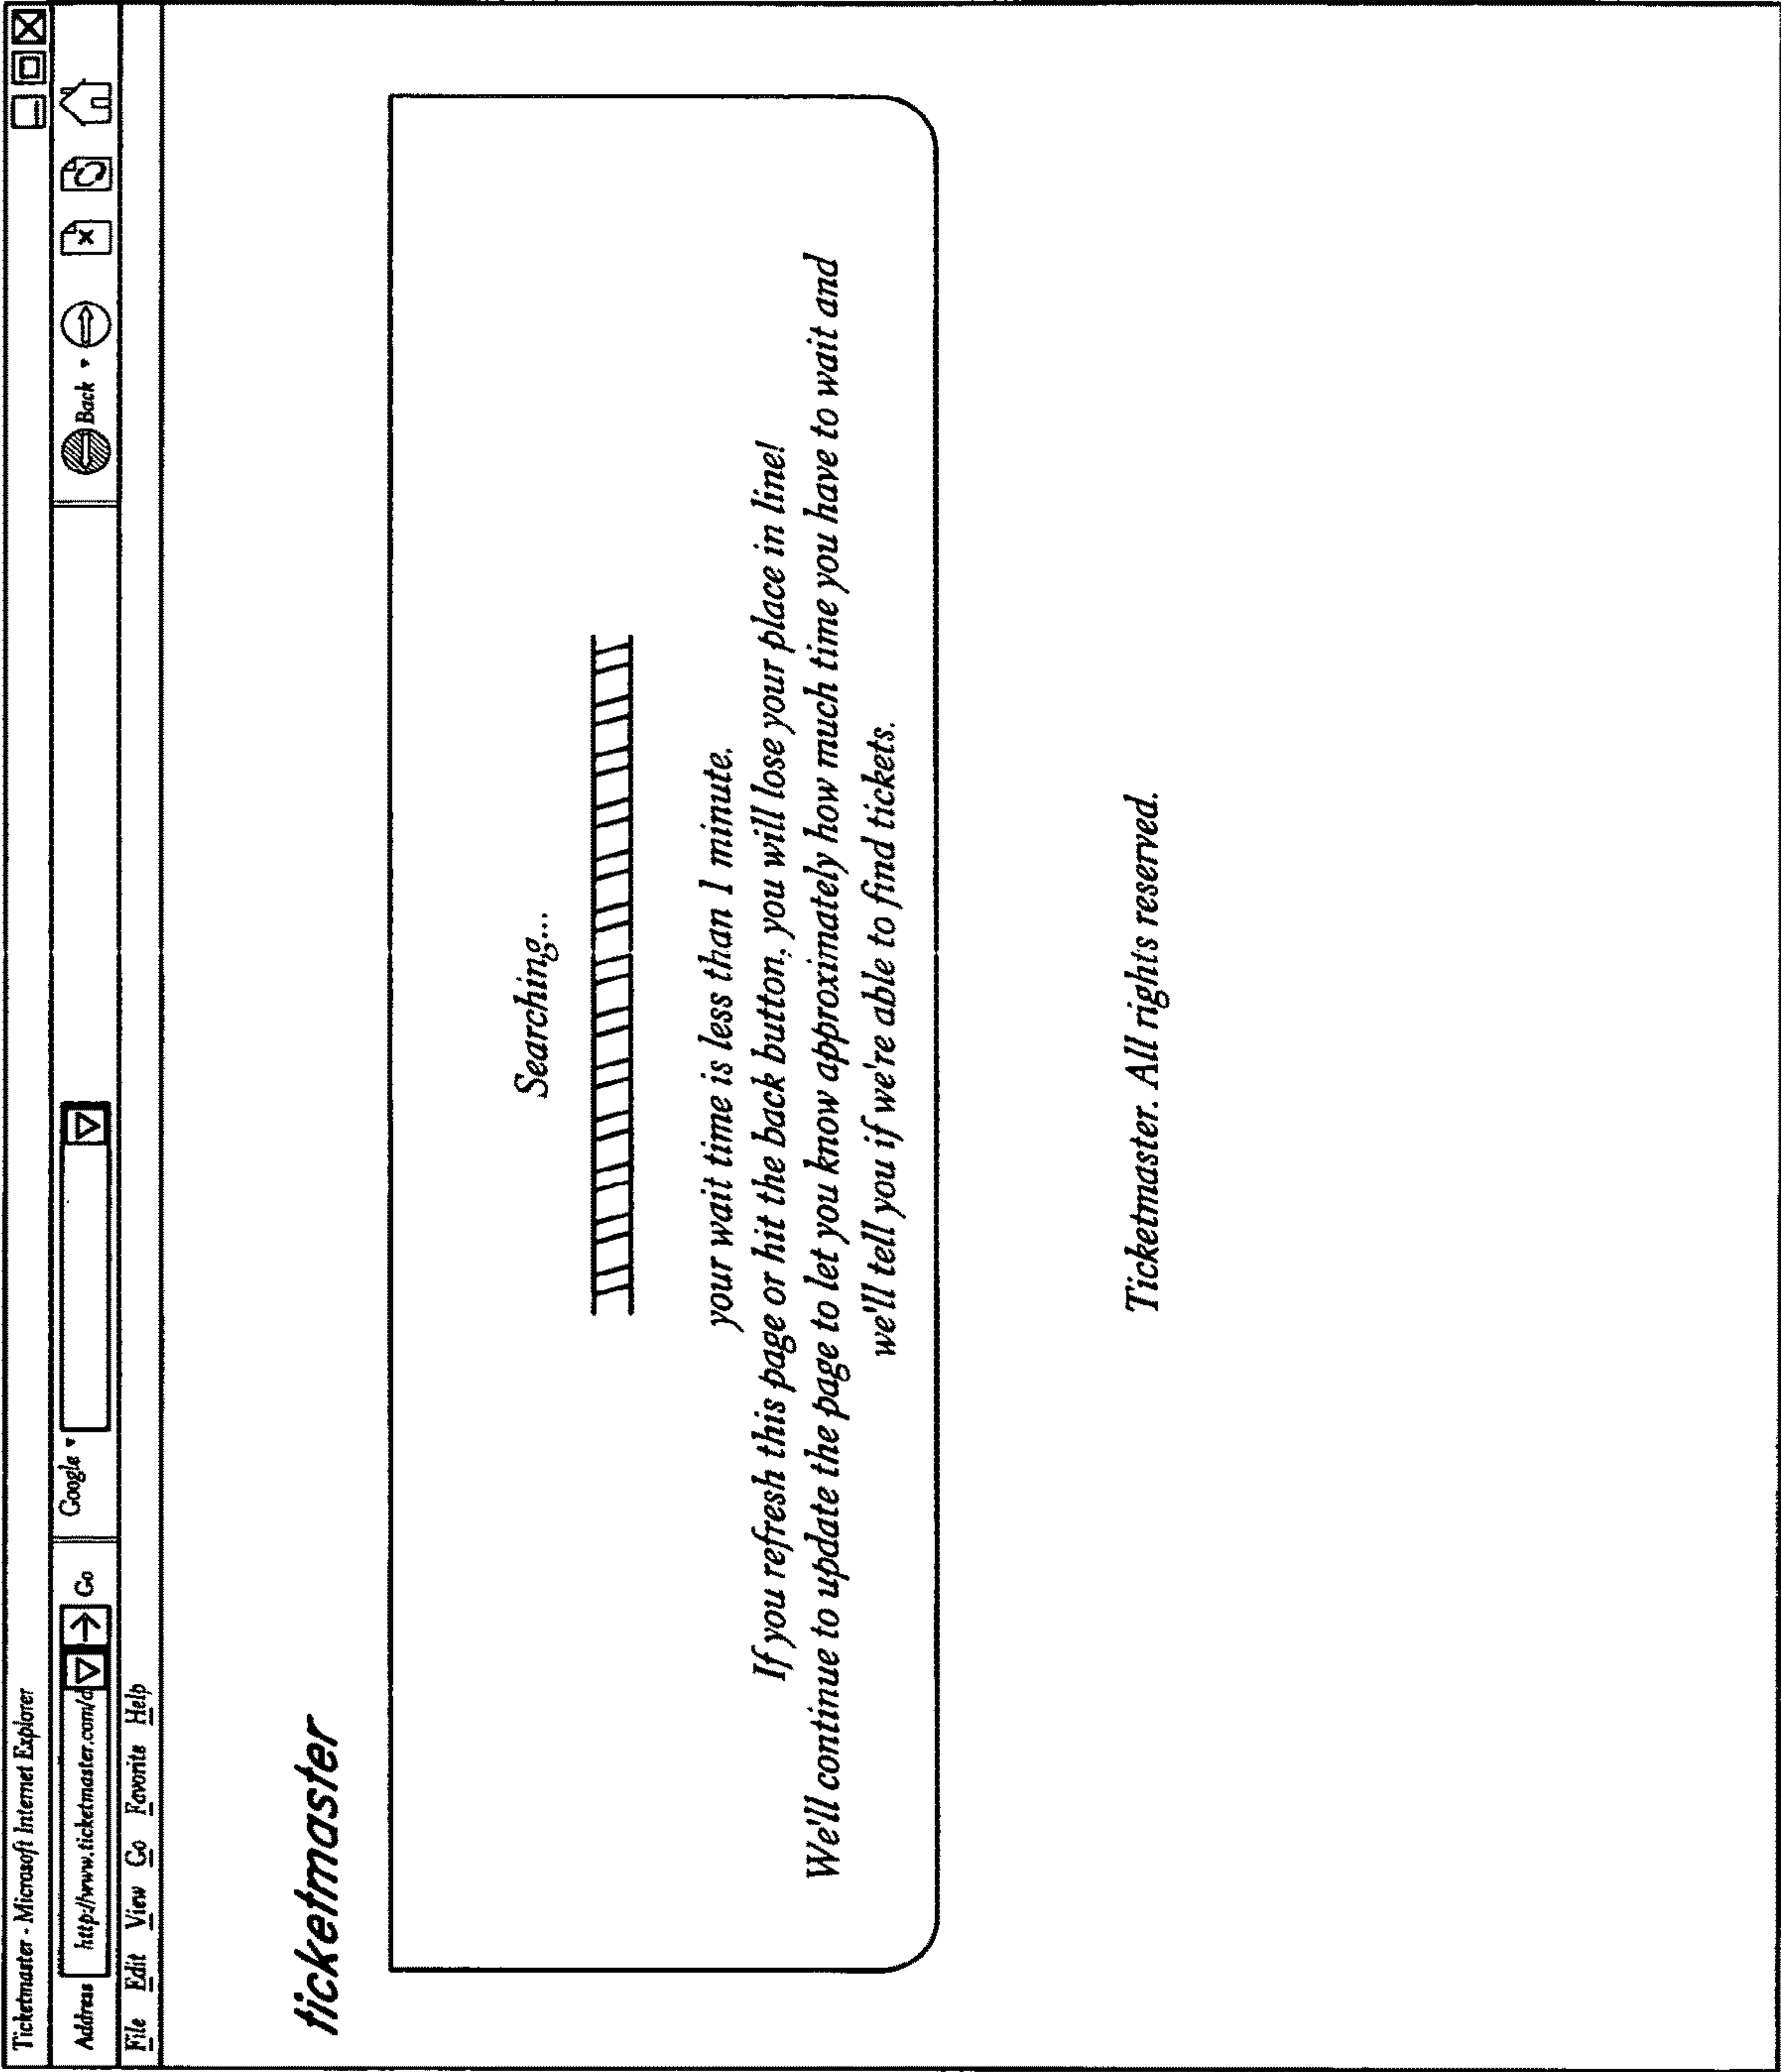 Ticketmaster - Microsoft Internet Explorer
Address http://www.ticketmaster.com/d Go Google Back
File Edit View Go Favorite Help
ticketmaster
Searching...
your wait time is less than 1 minute.
If you refresh this page or hit the back button, you will lose your place in line!
We'll continue to update the page to let you know approximately how much time you have to wait and
we'll tell you if we're able to find tickets.
Ticketmaster. All rights reserved.